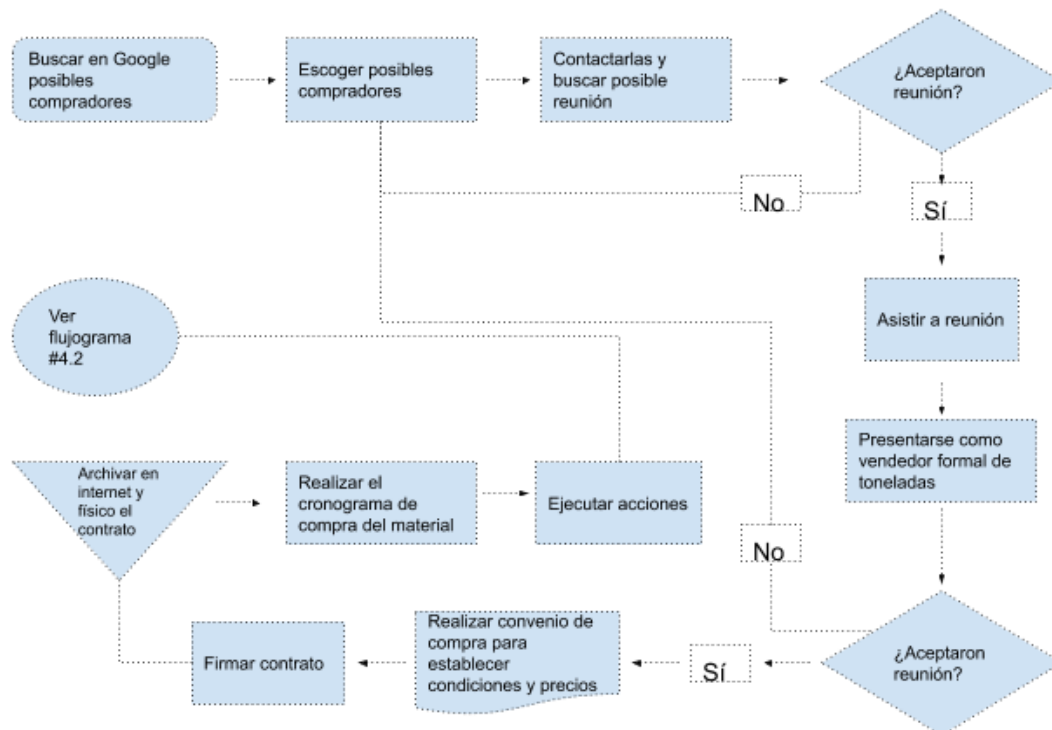 Buscar en Google
posibles
compradores
Escoger posibles
compradores
Contactarlas y
buscar posible
reunión
¿Aceptaron
reunión?
No
Sí
Ver
flujograma
#4.2
Asistir a reunión
Presentarse como
vendedor formal de
toneladas
Archivar en
internet y
físico el
contrato
Realizar el
cronograma de
compra del material
Ejecutar acciones
No
Firmar contrato
Realizar convenio de
compra para
establecer
condiciones y precios
Sí
¿Aceptaron
reunión?